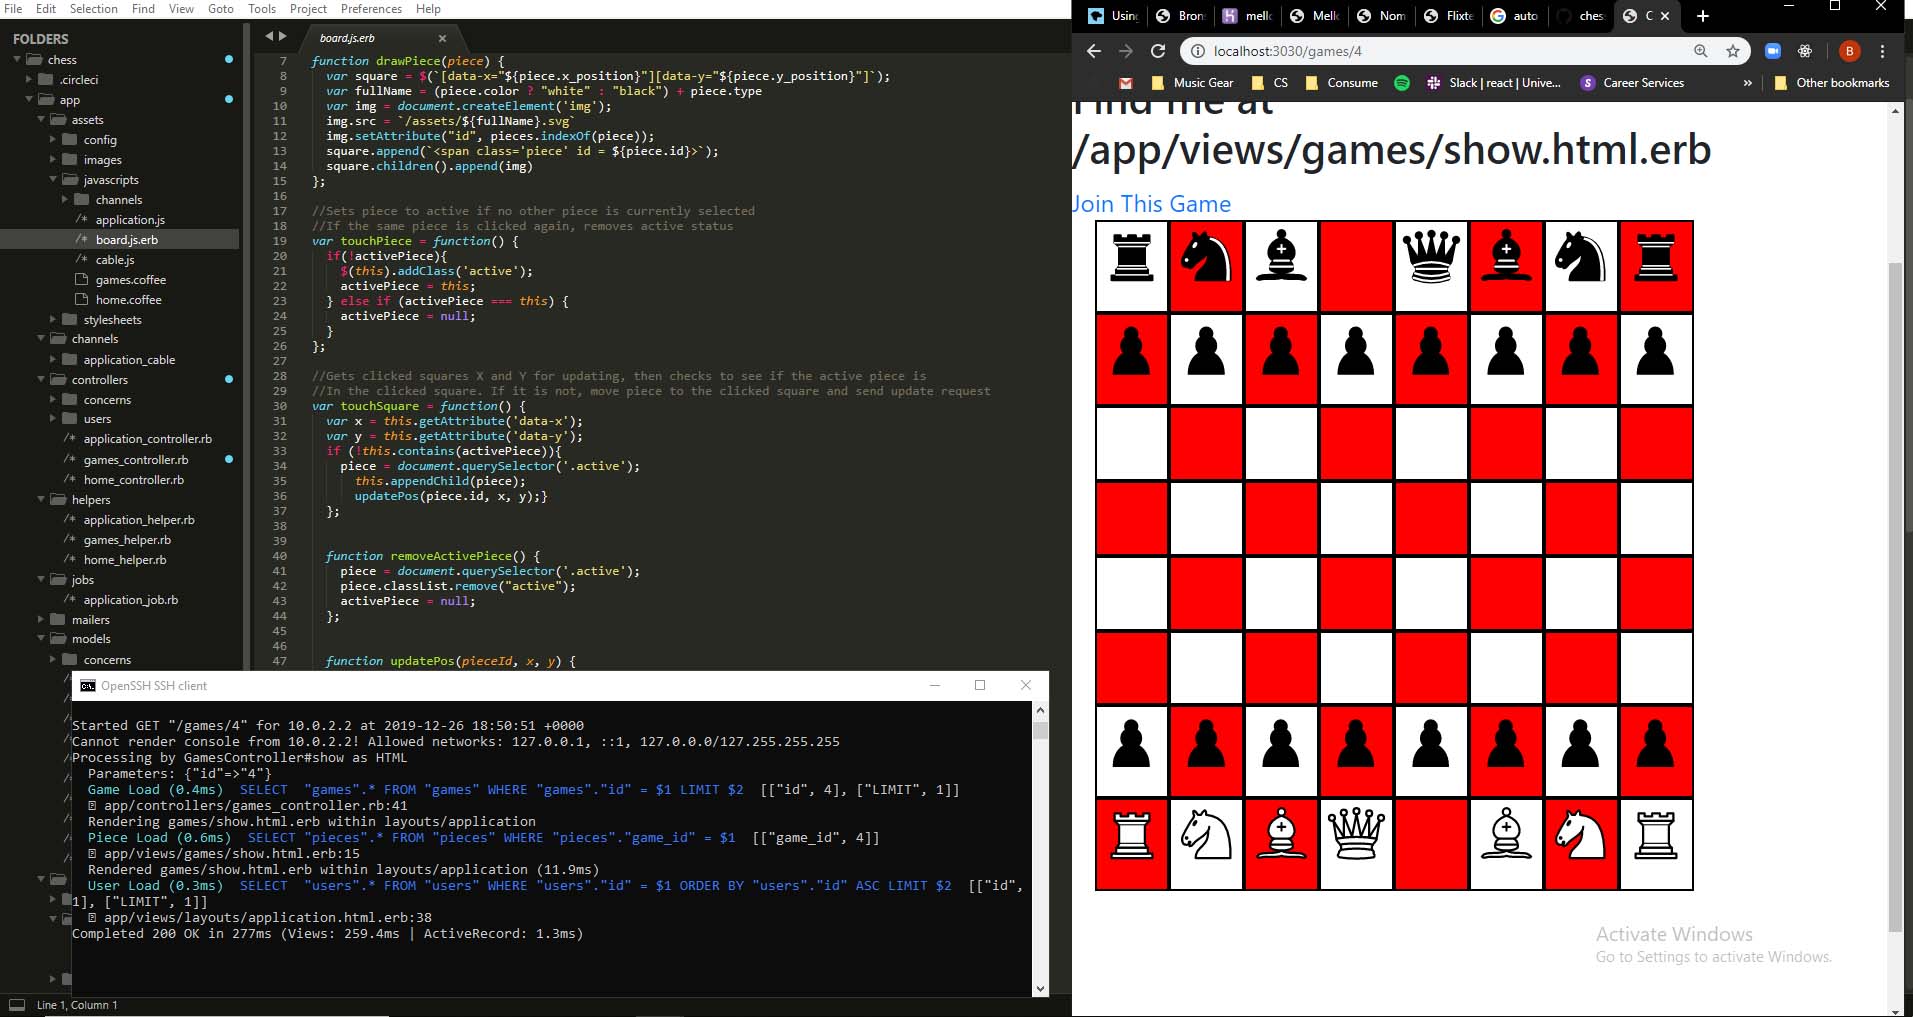 File Edit Selection Find View Goto Tools Project Preferences Help
FOLDERS
chess
.circleci
app
assets
config
images
javascripts
channels
/* application.js
/* board.js.erb
/* cable.js
games.coffee
home.coffee
stylesheets
channels
application_cable
controllers
concerns
users
/* application_controller.rb
/* games_controller.rb
/* home_controller.rb
helpers
/* application_helper.rb
/* games_helper.rb
/* home_helper.rb
jobs
/* application_job.rb
mailers
models
concerns
board.js.erb
7 function drawPiece(piece) {
8 var square = $(`[data-x="${piece.x_position}"][data-y="${piece.y_position}"]`);
9 var fullName = (piece.color ? "white" : "black") + piece.type
10 var img = document.createElement('img');
11 img.src = `/assets/${fullName}.svg`
12 img.setAttribute("id", pieces.indexOf(piece));
13 square.append(`<span class='piece' id = ${piece.id}>`);
14 square.children().append(img)
15 };
16
17 //Sets piece to active if no other piece is currently selected
18 //If the same piece is clicked again, removes active status
19 var touchPiece = function() {
20 if(!activePiece){
21 $(this).addClass('active');
22 activePiece = this;
23 } else if (activePiece === this) {
24 activePiece = null;
25 }
26 };
27
28 //Gets clicked squares X and Y for updating, then checks to see if the active piece is
29 //In the clicked square. If it is not, move piece to the clicked square and send update request
30 var touchSquare = function() {
31 var x = this.getAttribute('data-x');
32 var y = this.getAttribute('data-y');
33 if (!this.contains(activePiece)){
34 piece = document.querySelector('.active');
35 this.appendChild(piece);
36 updatePos(piece.id, x, y);}
37 };
38
39
40 function removeActivePiece() {
41 piece = document.querySelector('.active');
42 piece.classList.remove("active");
43 activePiece = null;
44 };
45
46
47 function updatePos(pieceId, x, y) {
OpenSSH SSH client
Started GET "/games/4" for 10.0.2.2 at 2019-12-26 18:50:51 +0000
Cannot render console from 10.0.2.2! Allowed networks: 127.0.0.1, ::1, 127.0.0.0/127.255.255.255
Processing by GamesController#show as HTML
Parameters: {"id"=>"4"}
Game Load (0.4ms) SELECT "games".* FROM "games" WHERE "games"."id" = $1 LIMIT $2 [["id", 4], ["LIMIT", 1]]
app/controllers/games_controller.rb:41
Rendering games/show.html.erb within layouts/application
Piece Load (0.6ms) SELECT "pieces".* FROM "pieces" WHERE "pieces"."game_id" = $1 [["game_id", 4]]
app/views/games/show.html.erb:15
Rendered games/show.html.erb within layouts/application (11.9ms)
User Load (0.3ms) SELECT "users".* FROM "users" WHERE "users"."id" = $1 ORDER BY "users"."id" ASC LIMIT $2 [["id",
1], ["LIMIT", 1]]
app/views/layouts/application.html.erb:38
Completed 200 OK in 277ms (Views: 259.4ms | ActiveRecord: 1.3ms)
Line 1, Column 1
Using Bron mell Mello Nom Flixte auto ches C
localhost:3030/games/4
B
Music Gear CS Consume Slack | react | Unive... S Career Services » Other bookmarks
Find me at
/app/views/games/show.html.erb
Join This Game
Activate Windows
Go to Settings to activate Windows.